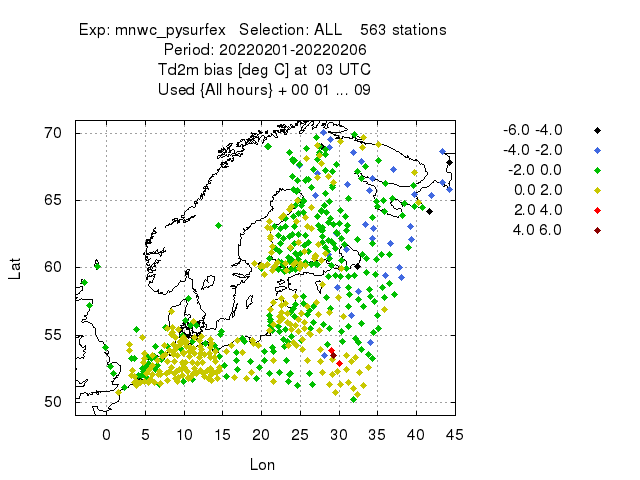 Exp: mnwc_pysurfex   Selection: ALL    563 stations
Period: 20220201-20220206
Td2m bias [deg C] at  03 UTC
Used {All hours} + 00 01 ... 09
70
65
60
55
50
Lat
0 5 10 15 20 25 30 35 40 45
Lon
-6.0 -4.0
-4.0 -2.0
-2.0 0.0
0.0 2.0
2.0 4.0
4.0 6.0